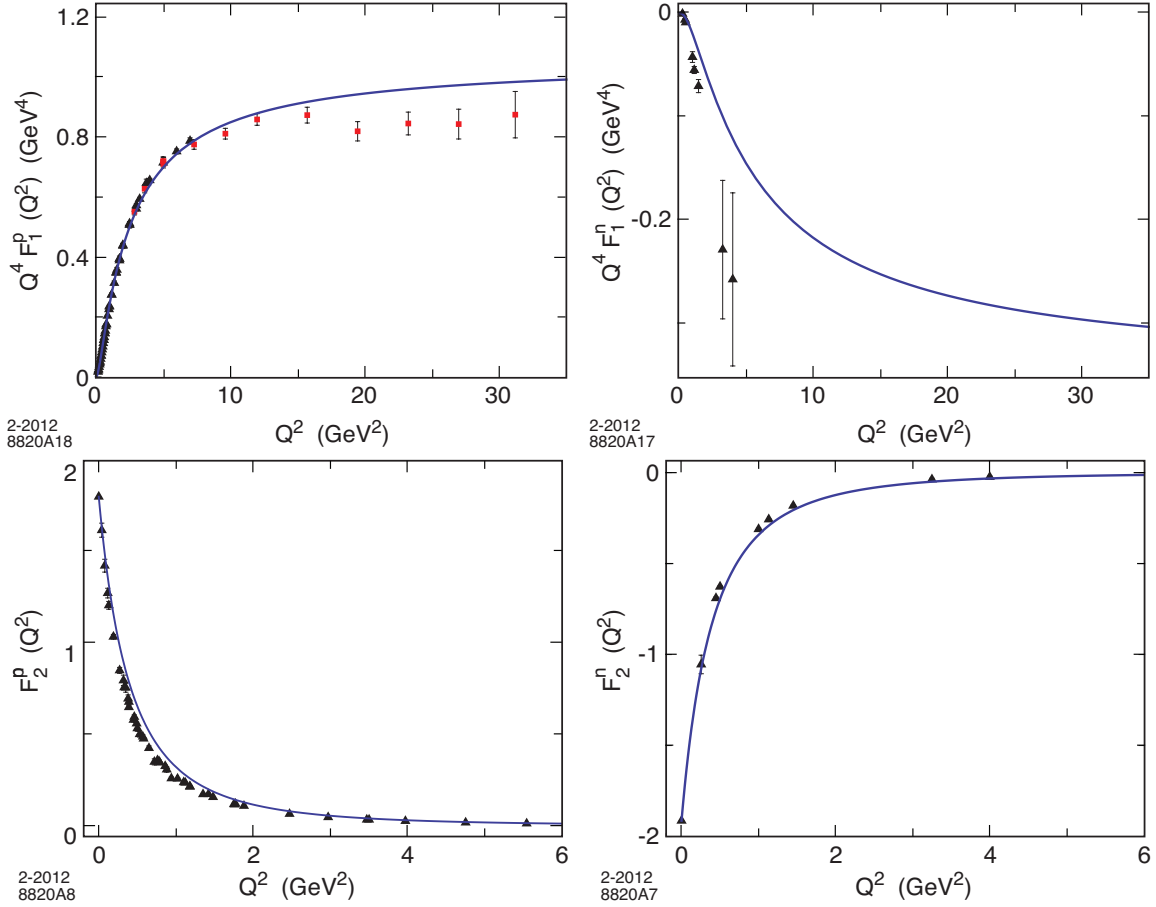 1.2
0.8
0.4
0
Q⁴ F₁ᵖ (Q²) (GeV⁴)
0 10 20 30
Q² (GeV²)
2-2012
8820A18
0
-0.2
Q⁴ F₁ⁿ (Q²) (GeV⁴)
0 10 20 30
Q² (GeV²)
2-2012
8820A17
2
1
0
F₂ᵖ (Q²)
0 2 4 6
Q² (GeV²)
2-2012
8820A8
0
-1
-2
F₂ⁿ (Q²)
0 2 4 6
Q² (GeV²)
2-2012
8820A7